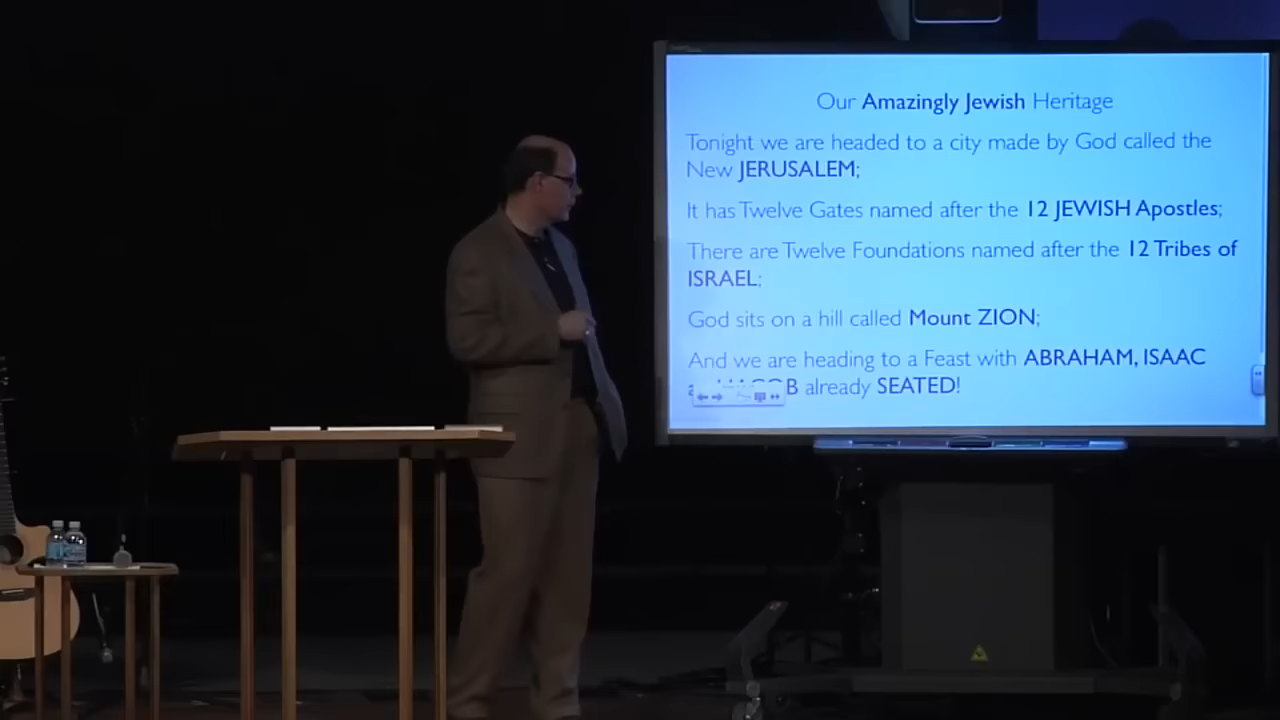 Our Amazingly Jewish Heritage
Tonight we are headed to a city made by God called the
New JERUSALEM;
It has Twelve Gates named after the 12 JEWISH Apostles;
There are Twelve Foundations named after the 12 Tribes of
ISRAEL;
God sits on a hill called Mount ZION;
And we are heading to a Feast with ABRAHAM, ISAAC
already SEATED!